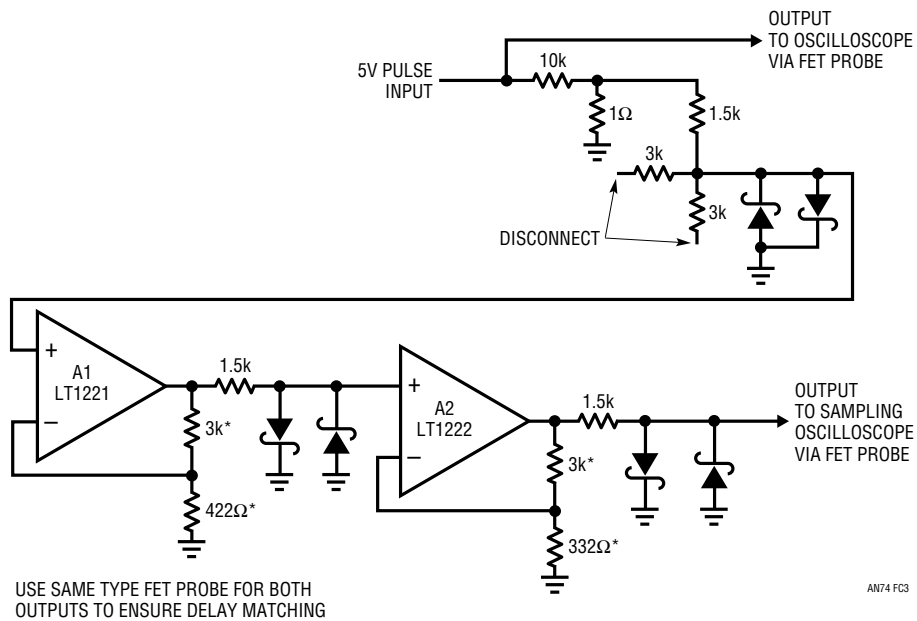 OUTPUT
TO OSCILLOSCOPE
VIA FET PROBE
5V PULSE
INPUT
10k
1Ω
1.5k
3k
3k
DISCONNECT
+
A1
LT1221
−
1.5k
3k*
422Ω*
+
A2
LT1222
−
1.5k
3k*
332Ω*
OUTPUT
TO SAMPLING
OSCILLOSCOPE
VIA FET PROBE
USE SAME TYPE FET PROBE FOR BOTH
OUTPUTS TO ENSURE DELAY MATCHING
AN74 FC3